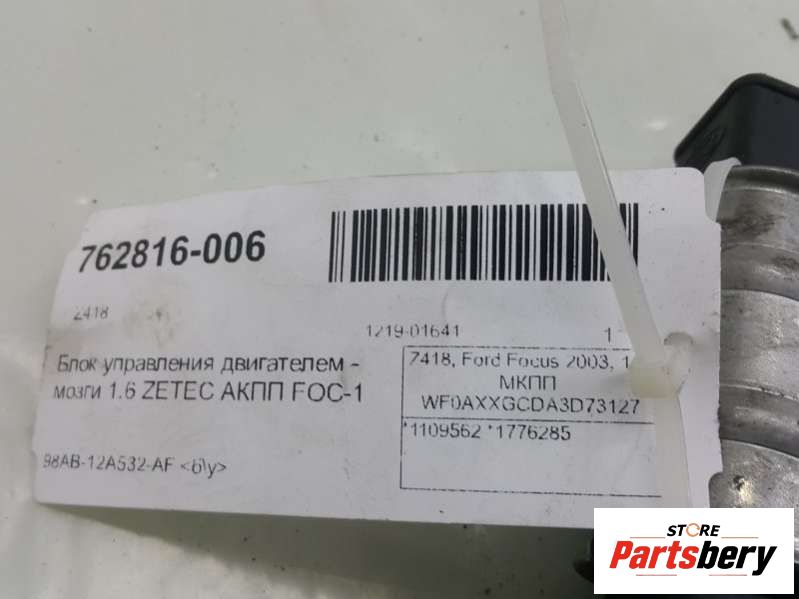 762816-006
2418
1219-01641 1
Блок управления двигателем -
мозги 1.6 ZETEC АКПП FOC-1
98AB-12A532-AF <б\у>
7418, Ford Focus 2003, 1
МКПП
WF0AXXGCDA3D73127
*1109562 *1776285
STORE
Partsbery